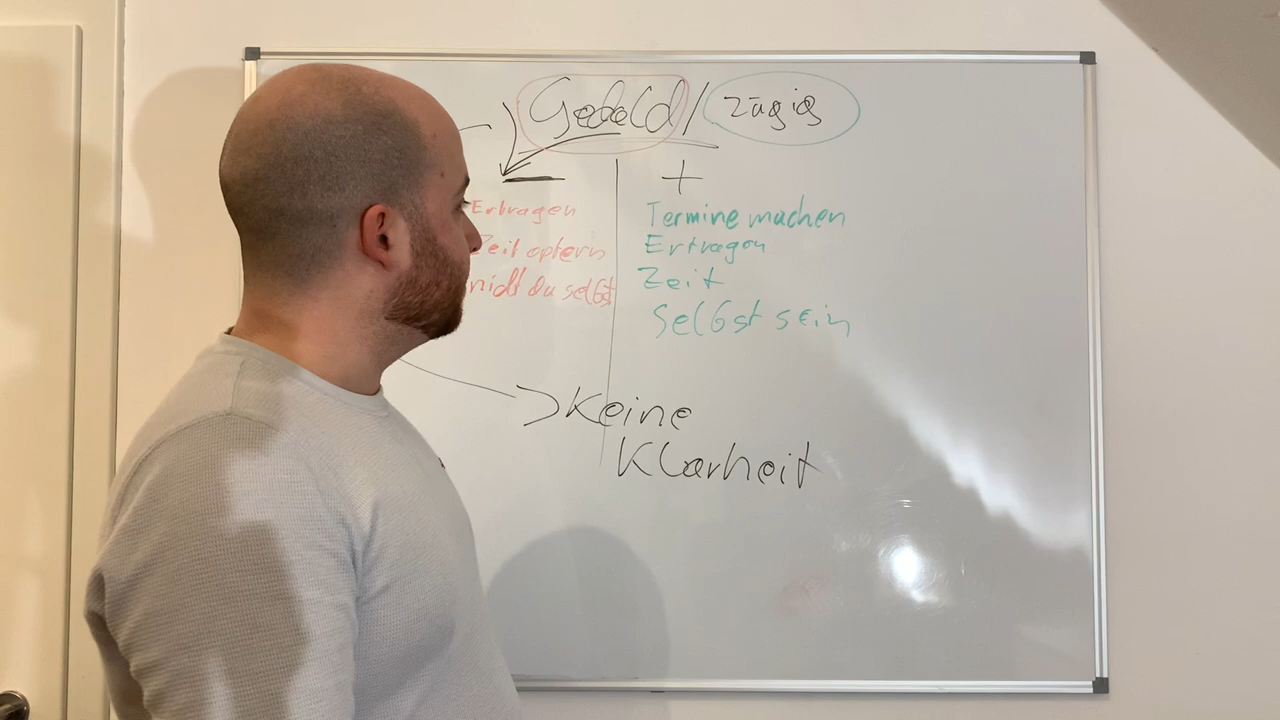 Geduld / zügig
− +
Ertragen
Zeit opfern
nicht du selbst
Termine machen
Ertragen
Zeit
Selbst sein
> Keine
Klarheit